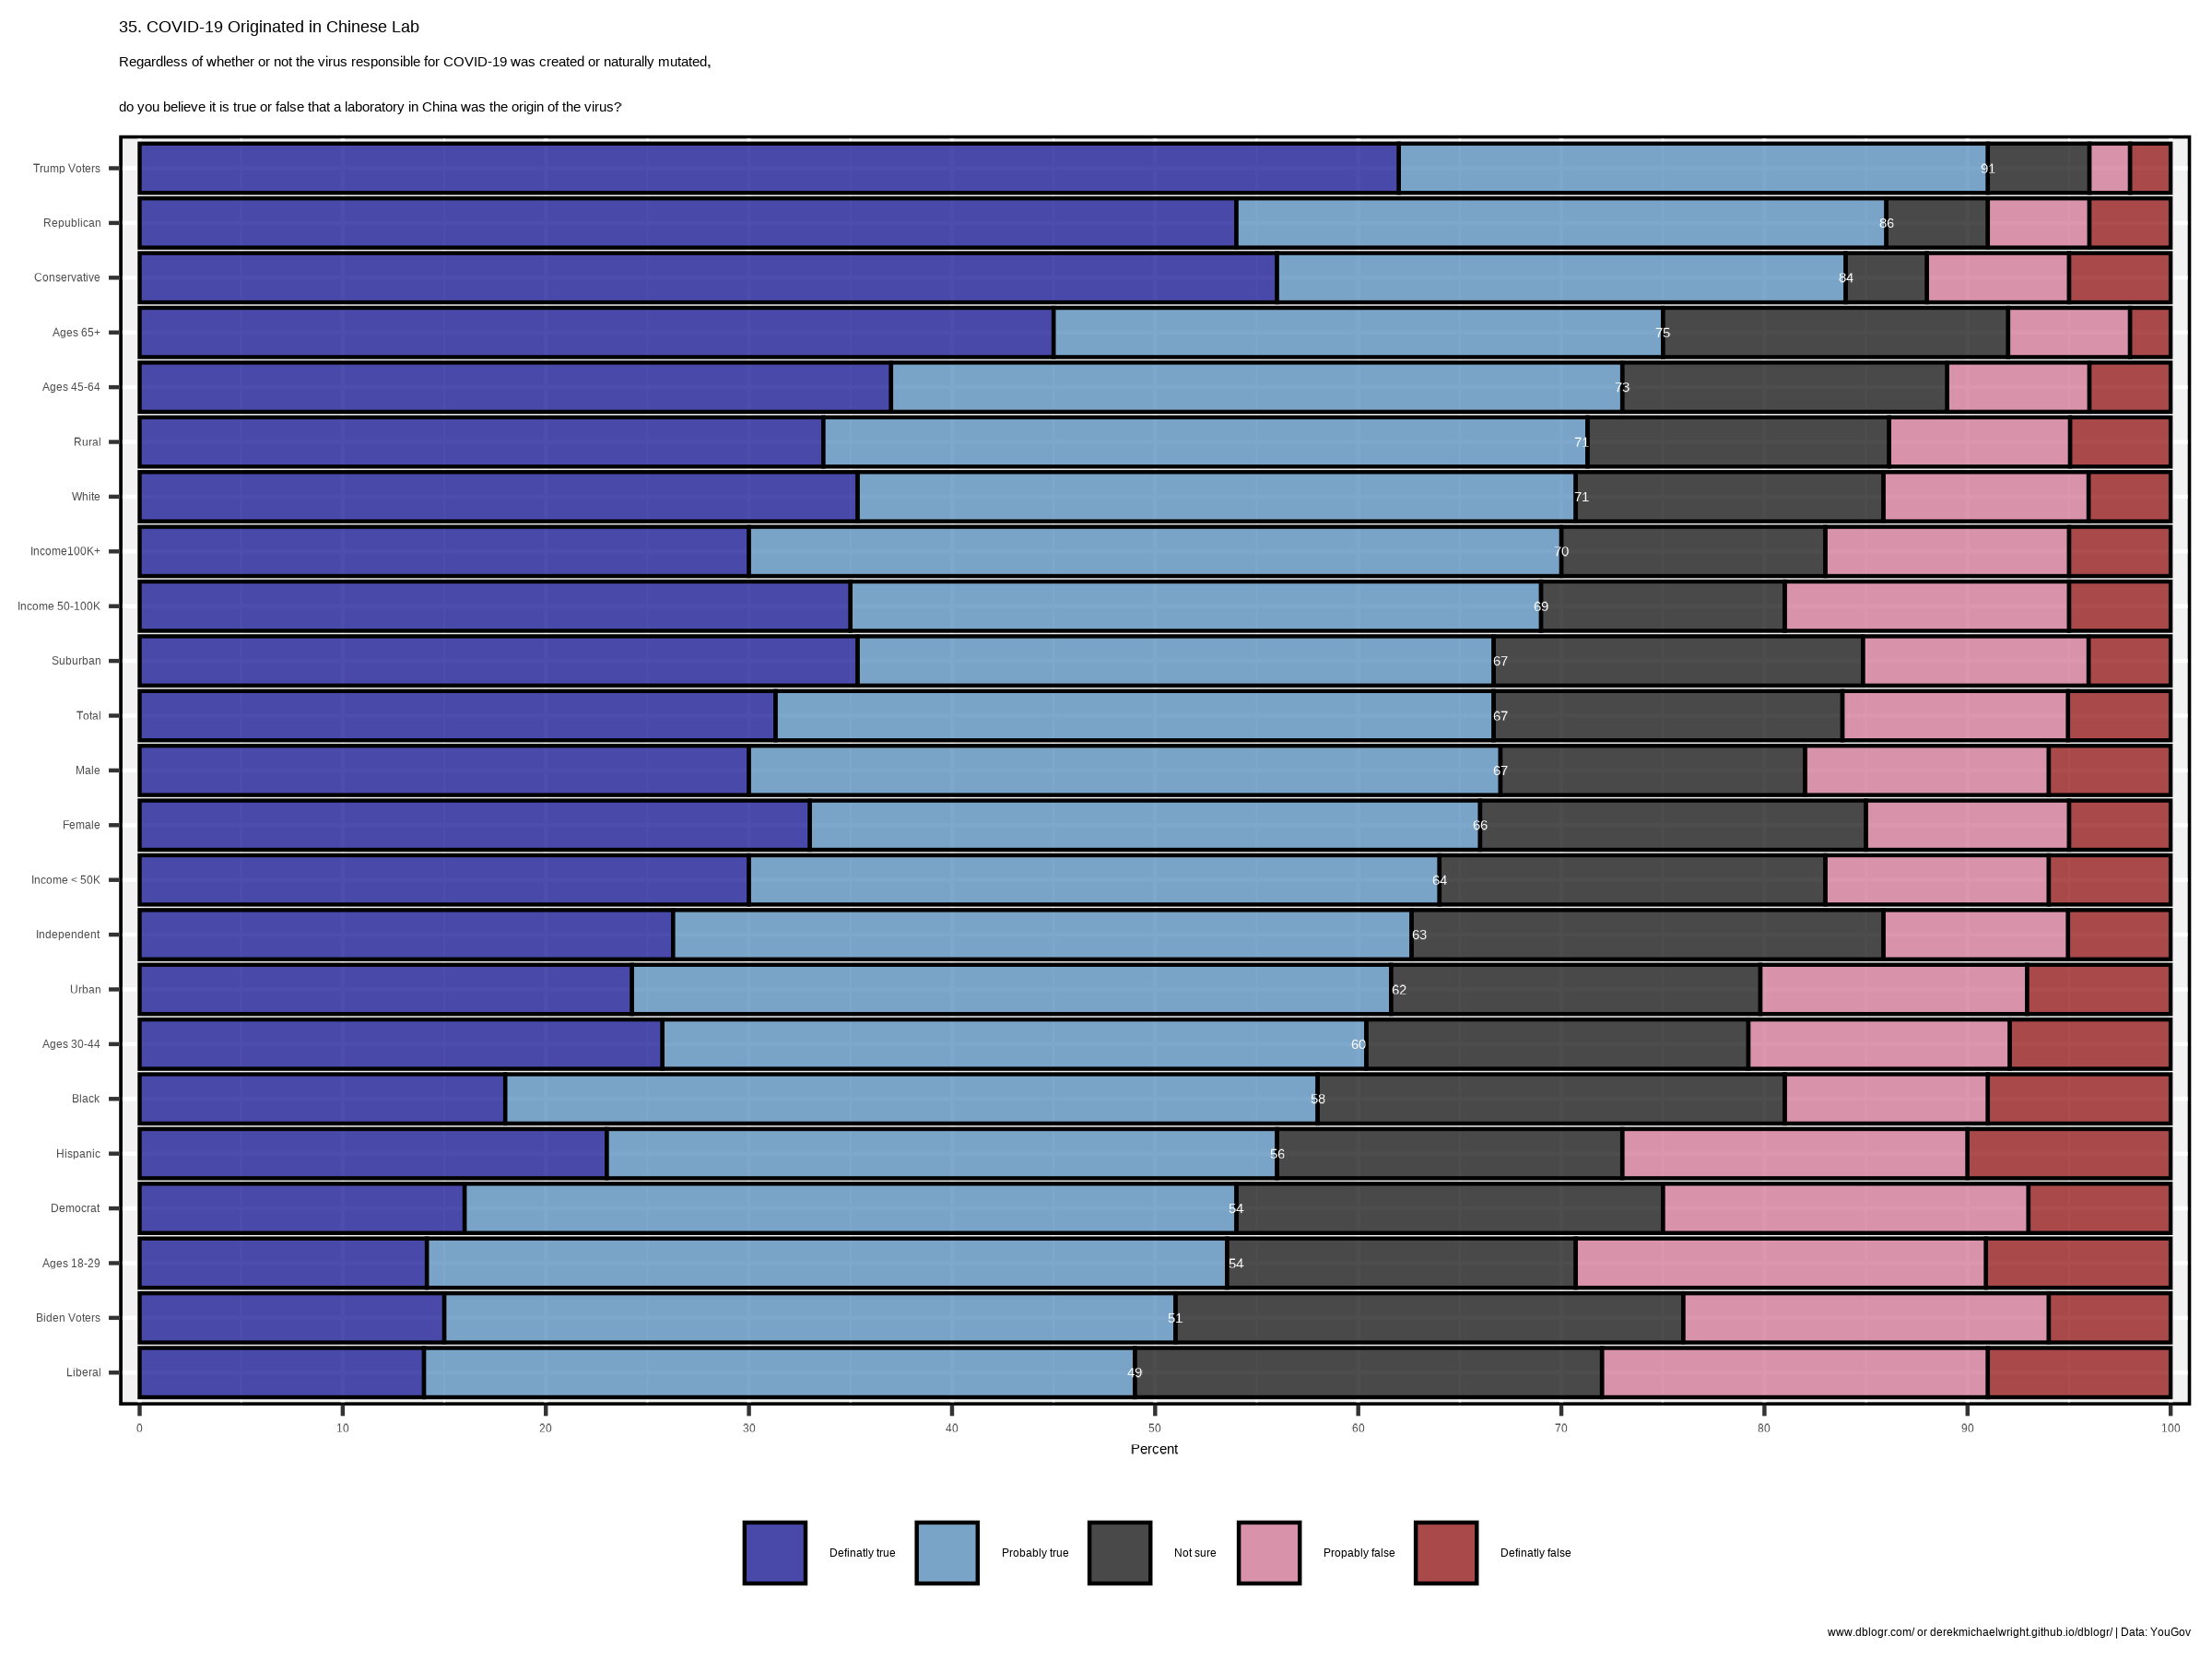 35. COVID-19 Originated in Chinese Lab
Regardless of whether or not the virus responsible for COVID-19 was created or naturally mutated,
do you believe it is true or false that a laboratory in China was the origin of the virus?
Trump Voters 91
Republican 86
Conservative 84
Ages 65+ 75
Ages 45-64 73
Rural 71
White 71
Income100K+ 70
Income 50-100K 69
Suburban 67
Total 67
Male 67
Female 66
Income < 50K 64
Independent 63
Urban 62
Ages 30-44 60
Black 58
Hispanic 56
Democrat 54
Ages 18-29 54
Biden Voters 51
Liberal 49
0 10 20 30 40 50 60 70 80 90 100
Percent
Definatly true Probably true Not sure Propably false Definatly false
www.dblogr.com/ or derekmichaelwright.github.io/dblogr/ | Data: YouGov